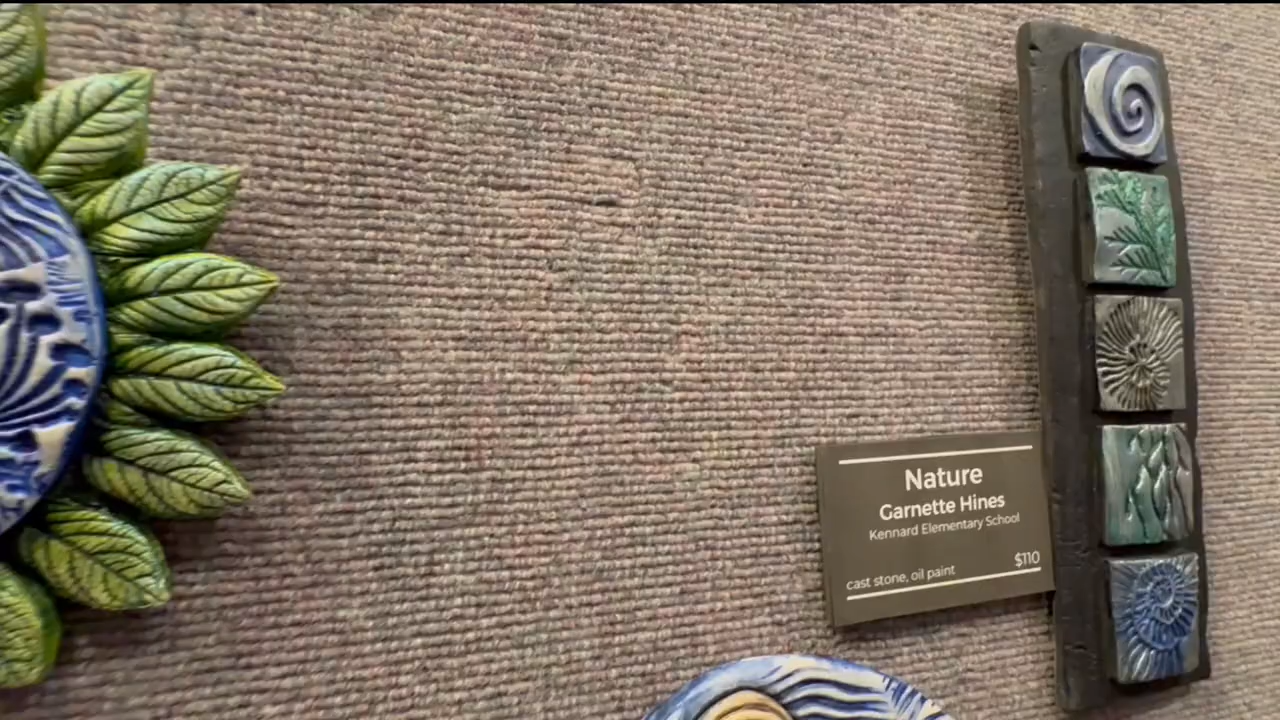 Nature
Garnette Hines
Kennard Elementary School
cast stone, oil paint $110